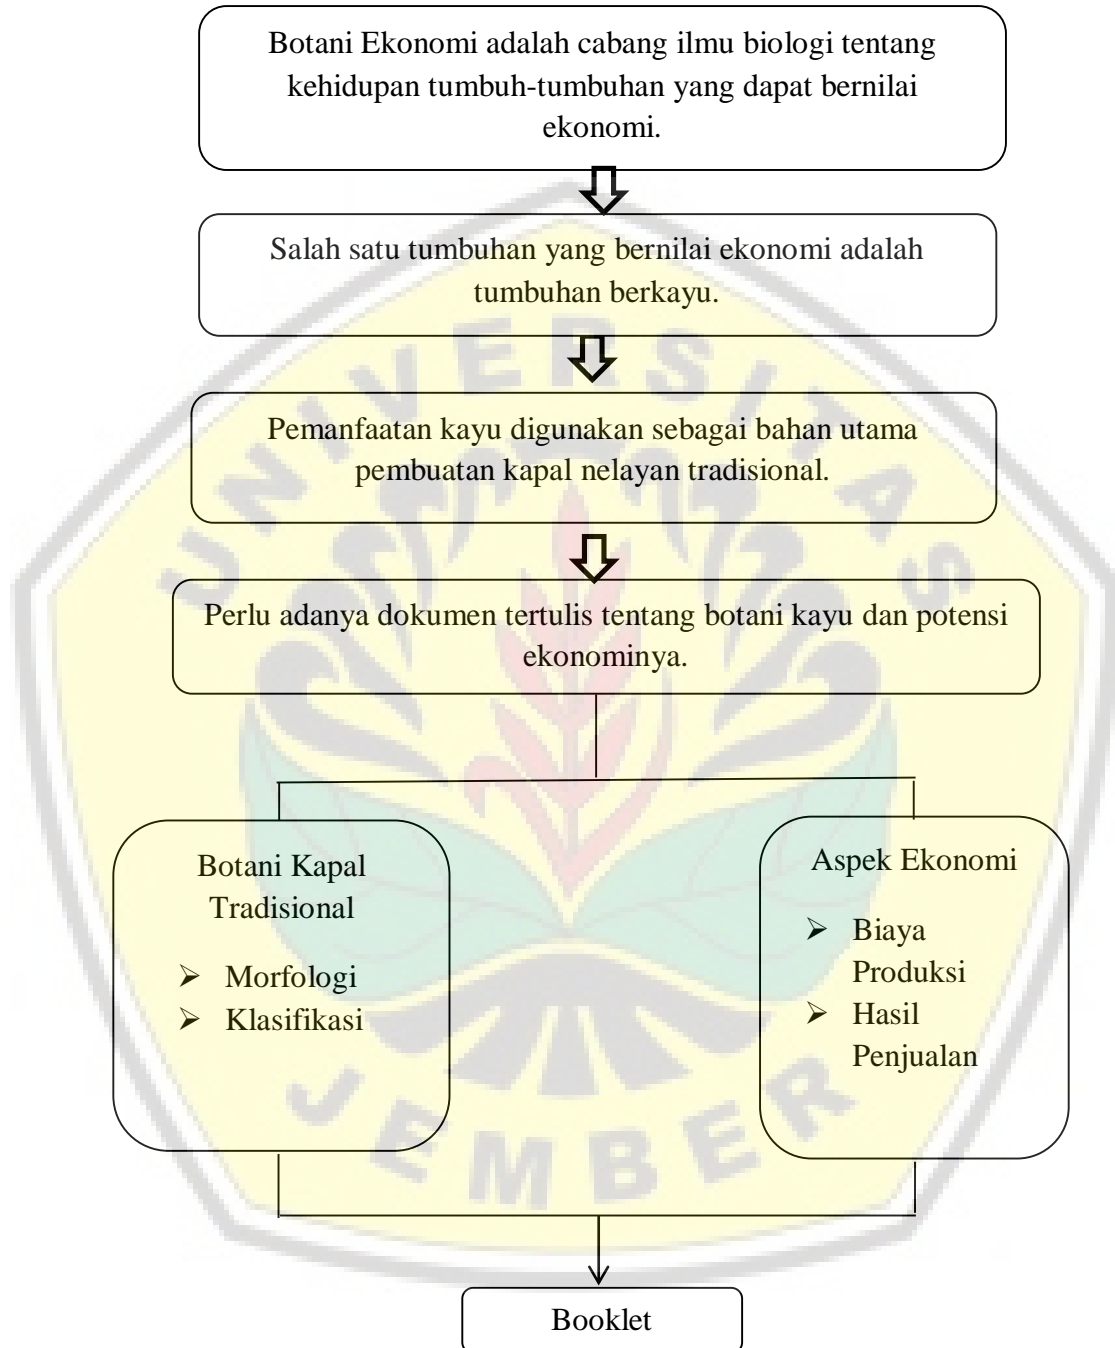 Botani Ekonomi adalah cabang ilmu biologi tentang
kehidupan tumbuh-tumbuhan yang dapat bernilai
ekonomi.
Salah satu tumbuhan yang bernilai ekonomi adalah
tumbuhan berkayu.
Pemanfaatan kayu digunakan sebagai bahan utama
pembuatan kapal nelayan tradisional.
Perlu adanya dokumen tertulis tentang botani kayu dan potensi
ekonominya.
Botani Kapal
Tradisional
➢ Morfologi
➢ Klasifikasi
Aspek Ekonomi
➢ Biaya
Produksi
➢ Hasil
Penjualan
Booklet
UNIVERSITAS
JEMBER